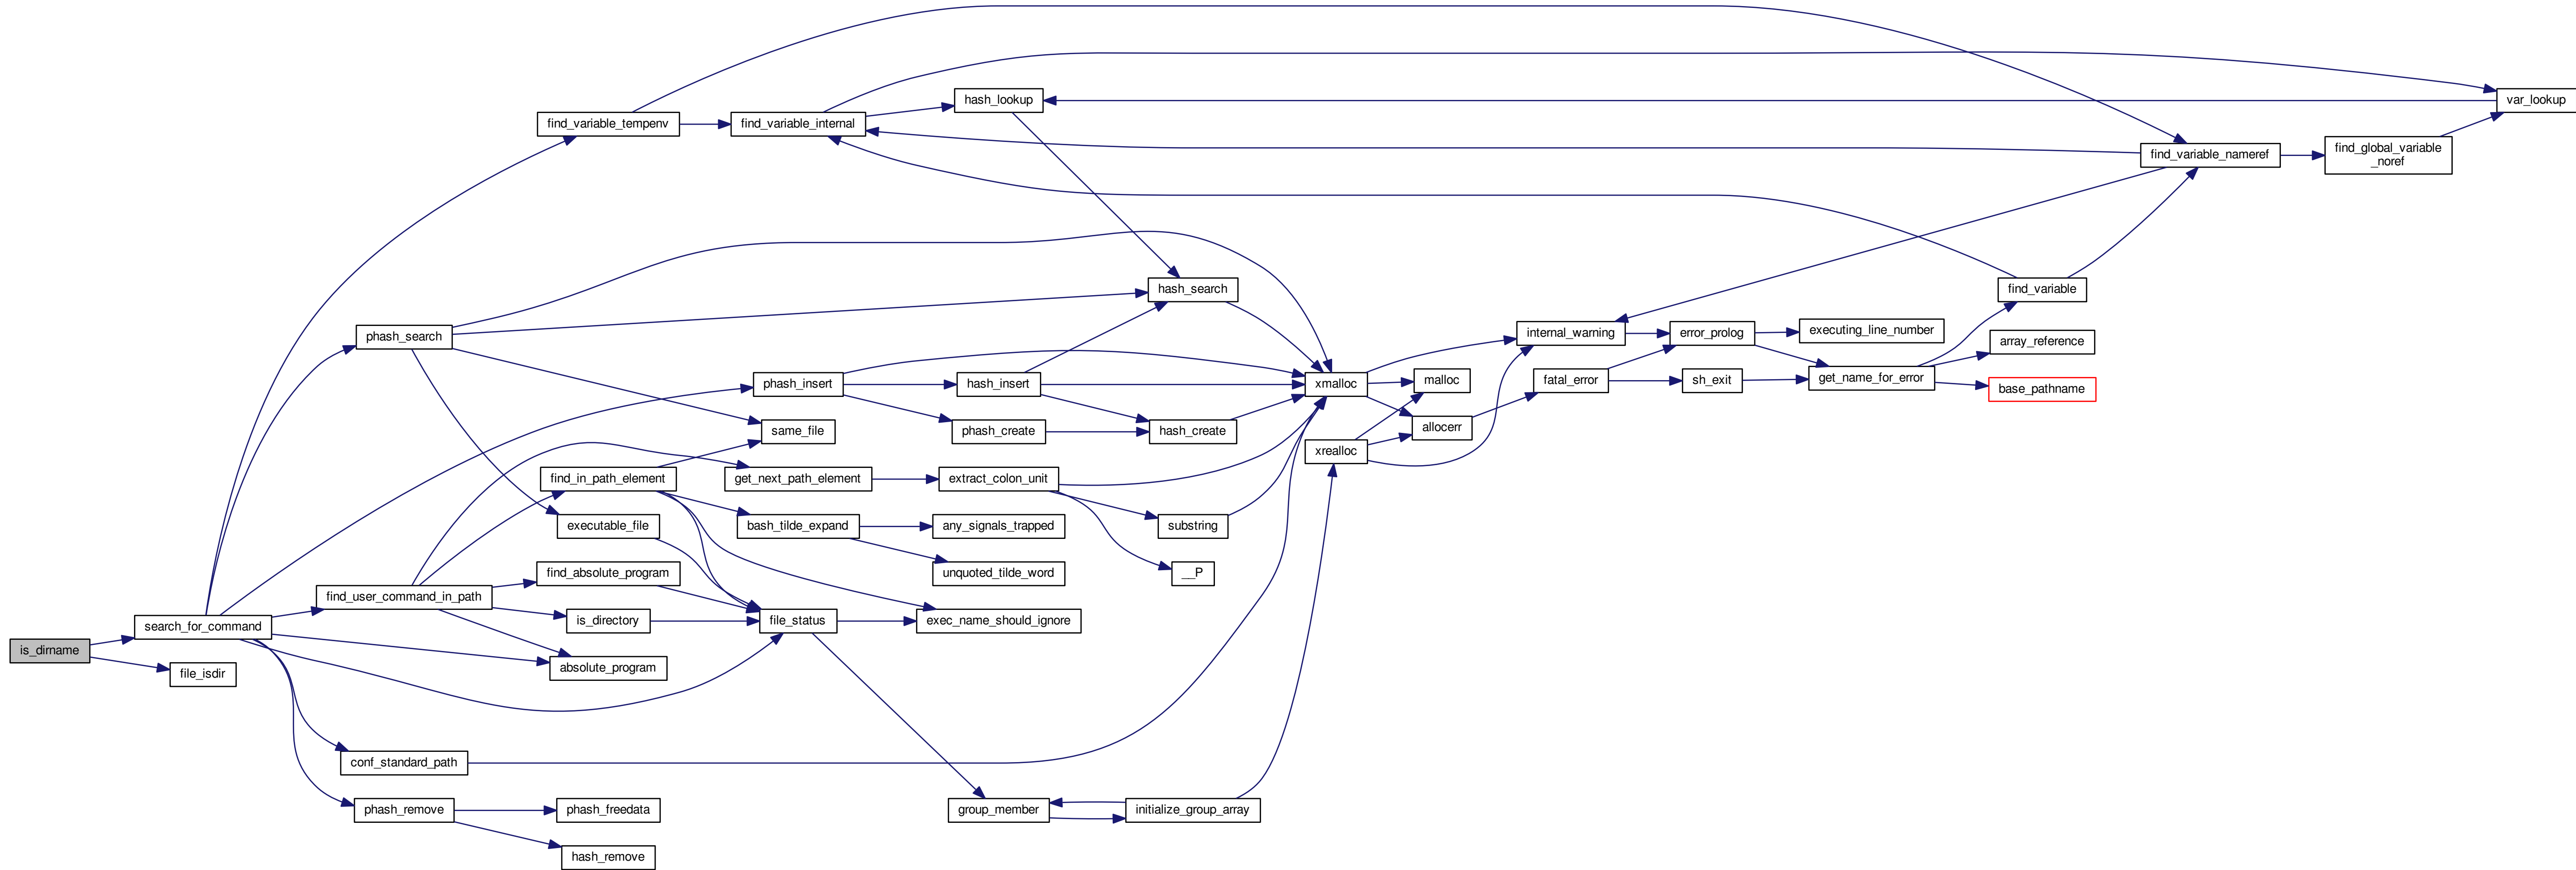 hash_lookup
var_lookup
find_variable_tempenv
find_variable_internal
find_variable_nameref
find_global_variable
_noref
hash_search
find_variable
phash_search
internal_warning
error_prolog
executing_line_number
array_reference
phash_insert
hash_insert
xmalloc
malloc
fatal_error
sh_exit
get_name_for_error
base_pathname
same_file
phash_create
hash_create
allocerr
xrealloc
find_in_path_element
get_next_path_element
extract_colon_unit
executable_file
bash_tilde_expand
any_signals_trapped
substring
find_absolute_program
unquoted_tilde_word
__P
find_user_command_in_path
search_for_command
is_directory
file_status
exec_name_should_ignore
is_dirname
file_isdir
absolute_program
conf_standard_path
phash_remove
phash_freedata
group_member
initialize_group_array
hash_remove